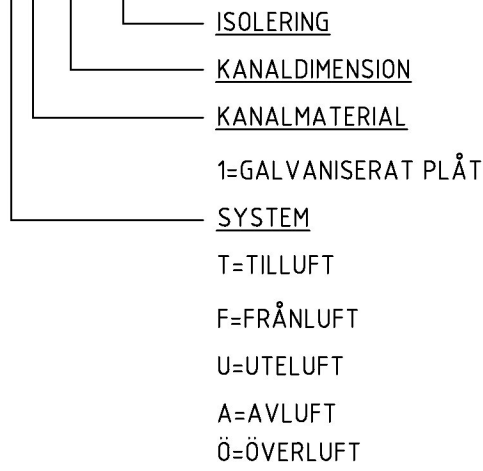 ISOLERING
KANALDIMENSION
KANALMATERIAL
1=GALVANISERAT PLÅT
SYSTEM
T=TILLUFT
F=FRÅNLUFT
U=UTELUFT
A=AVLUFT
Ö=ÖVERLUFT